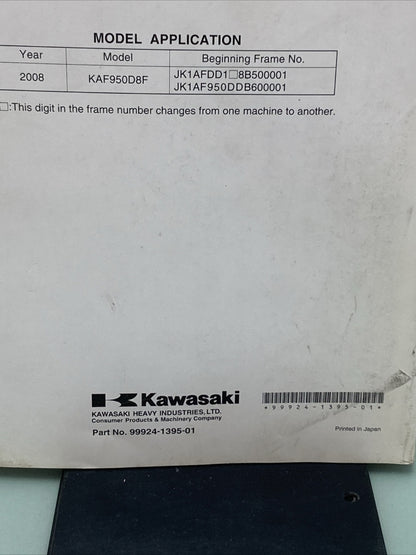 MODEL APPLICATION
Year Model Beginning Frame No.
2008 KAF950D8F JK1AFDD1□8B500001
JK1AF950DDB600001
□:This digit in the frame number changes from one machine to another.
Kawasaki
KAWASAKI HEAVY INDUSTRIES, LTD.
Consumer Products & Machinery Company
Part No. 99924-1395-01
*99924-1395-01*
Printed in Japan